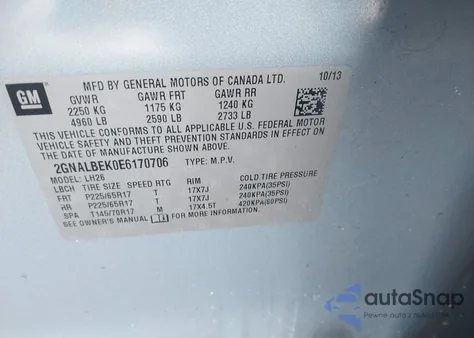 GM
MFD BY GENERAL MOTORS OF CANADA LTD. 10/13
GVWR GAWR FRT GAWR RR
2250 KG 1175 KG 1240 KG
4960 LB 2590 LB 2733 LB
THIS VEHICLE CONFORMS TO ALL APPLICABLE U.S. FEDERAL MOTOR
VEHICLE SAFETY AND THEFT PREVENTION STANDARDS IN EFFECT ON
THE DATE OF MANUFACTURE SHOWN ABOVE.
2GNALBEK0E6170706 TYPE: M.P.V.
MODEL: LH26
LBCH TIRE SIZE SPEED RTG RIM COLD TIRE PRESSURE
FRT P225/65R17 T 17X7J 240KPA(35PSI)
RR P225/65R17 T 17X7J 240KPA(35PSI)
SPA T145/70R17 M 17X4.5T 420KPA(60PSI)
SEE OWNER'S MANUAL FOR MORE INFORMATION.
autoSnap
Pewne auta z USA